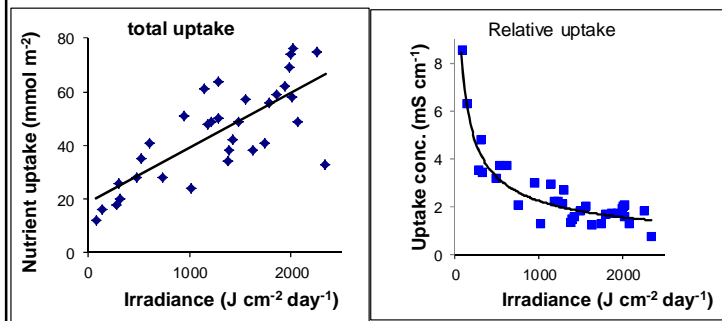 total uptake
Nutrient uptake (mmol m⁻²)
80
60
40
20
0
0 1000 2000
Irradiance (J cm⁻² day⁻¹)
Relative uptake
Uptake conc. (mS cm⁻¹)
8
6
4
2
0
0 1000 2000
Irradiance (J cm⁻² day⁻¹)